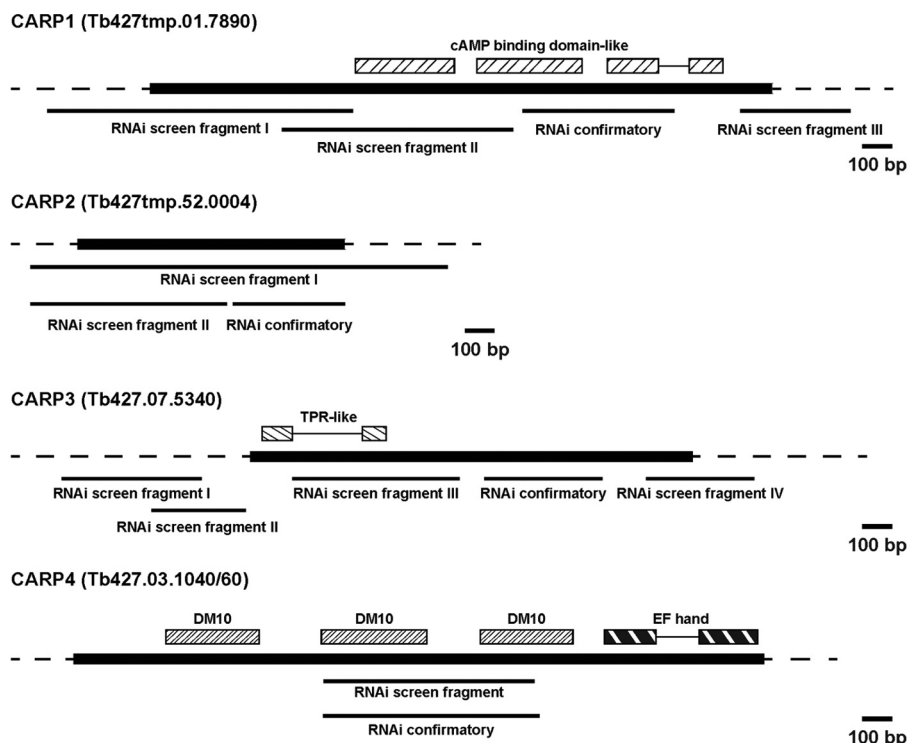 CARP1 (Tb427tmp.01.7890)
cAMP binding domain-like
RNAi screen fragment I
RNAi confirmatory
RNAi screen fragment III
RNAi screen fragment II
100 bp
CARP2 (Tb427tmp.52.0004)
RNAi screen fragment I
RNAi screen fragment II
RNAi confirmatory
100 bp
CARP3 (Tb427.07.5340)
TPR-like
RNAi screen fragment I
RNAi screen fragment III
RNAi confirmatory
RNAi screen fragment IV
RNAi screen fragment II
100 bp
CARP4 (Tb427.03.1040/60)
DM10
DM10
DM10
EF hand
RNAi screen fragment
RNAi confirmatory
100 bp